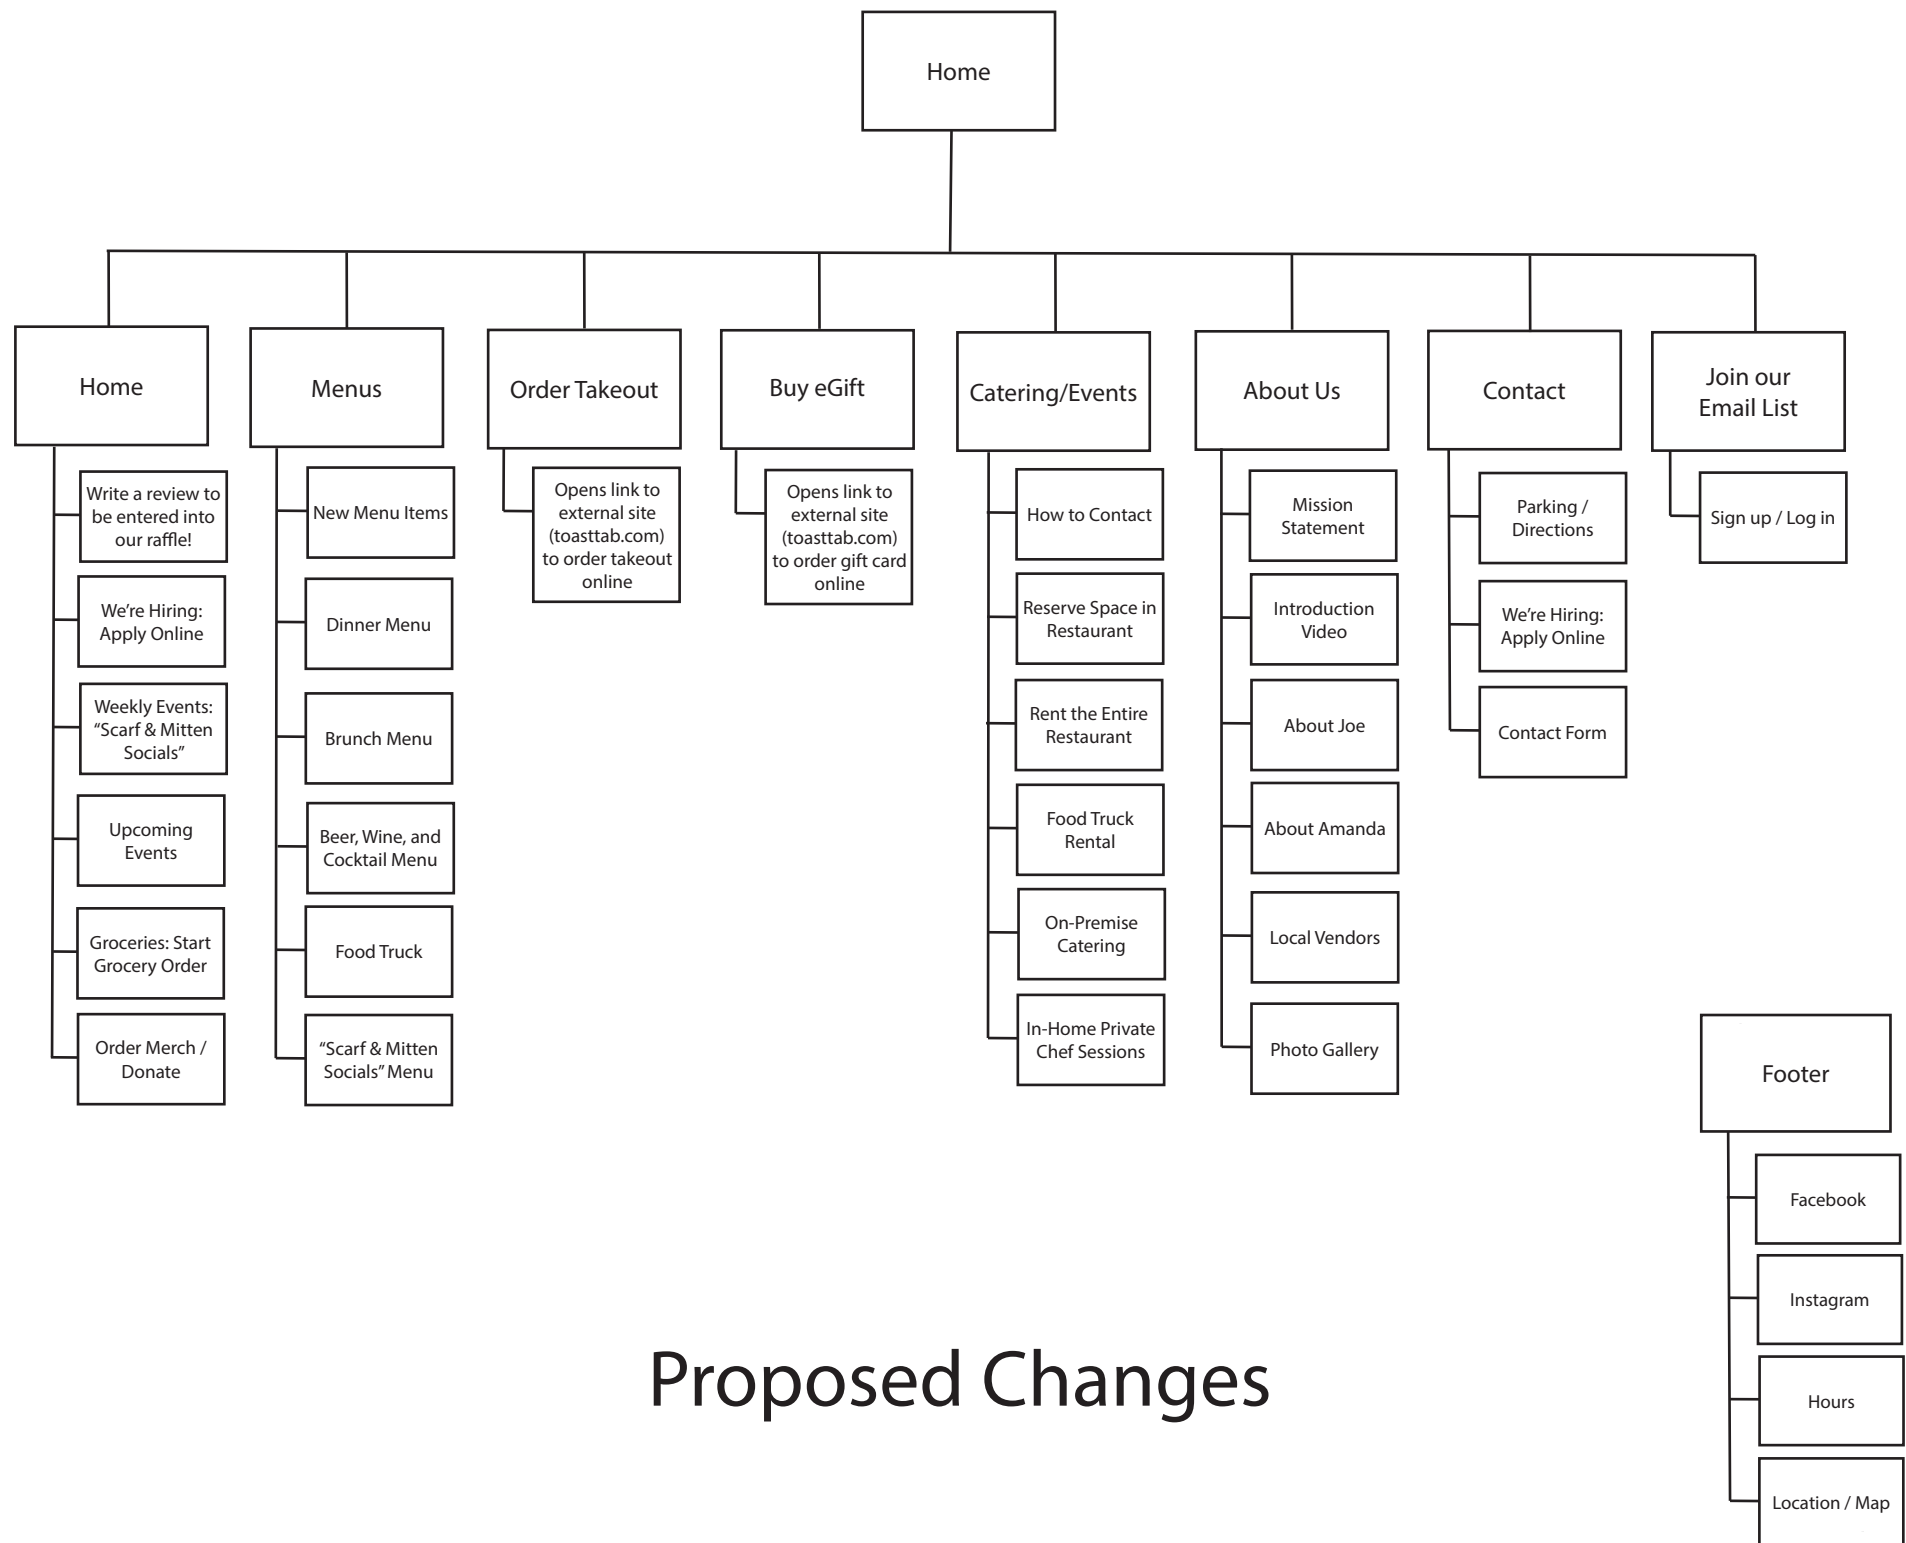 Home
Home
Write a review to
be entered into
our raffle!
We’re Hiring:
Apply Online
Weekly Events:
“Scarf & Mitten
Socials”
Upcoming
Events
Groceries: Start
Grocery Order
Order Merch /
Donate
Menus
New Menu Items
Dinner Menu
Brunch Menu
Beer, Wine, and
Cocktail Menu
Food Truck
“Scarf & Mitten
Socials” Menu
Order Takeout
Opens link to
external site
(toasttab.com)
to order takeout
online
Buy eGift
Opens link to
external site
(toasttab.com)
to order gift card
online
Catering/Events
How to Contact
Reserve Space in
Restaurant
Rent the Entire
Restaurant
Food Truck
Rental
On-Premise
Catering
In-Home Private
Chef Sessions
About Us
Mission
Statement
Introduction
Video
About Joe
About Amanda
Local Vendors
Photo Gallery
Contact
Parking /
Directions
We’re Hiring:
Apply Online
Contact Form
Join our
Email List
Sign up / Log in
Footer
Facebook
Instagram
Hours
Location / Map
Proposed Changes